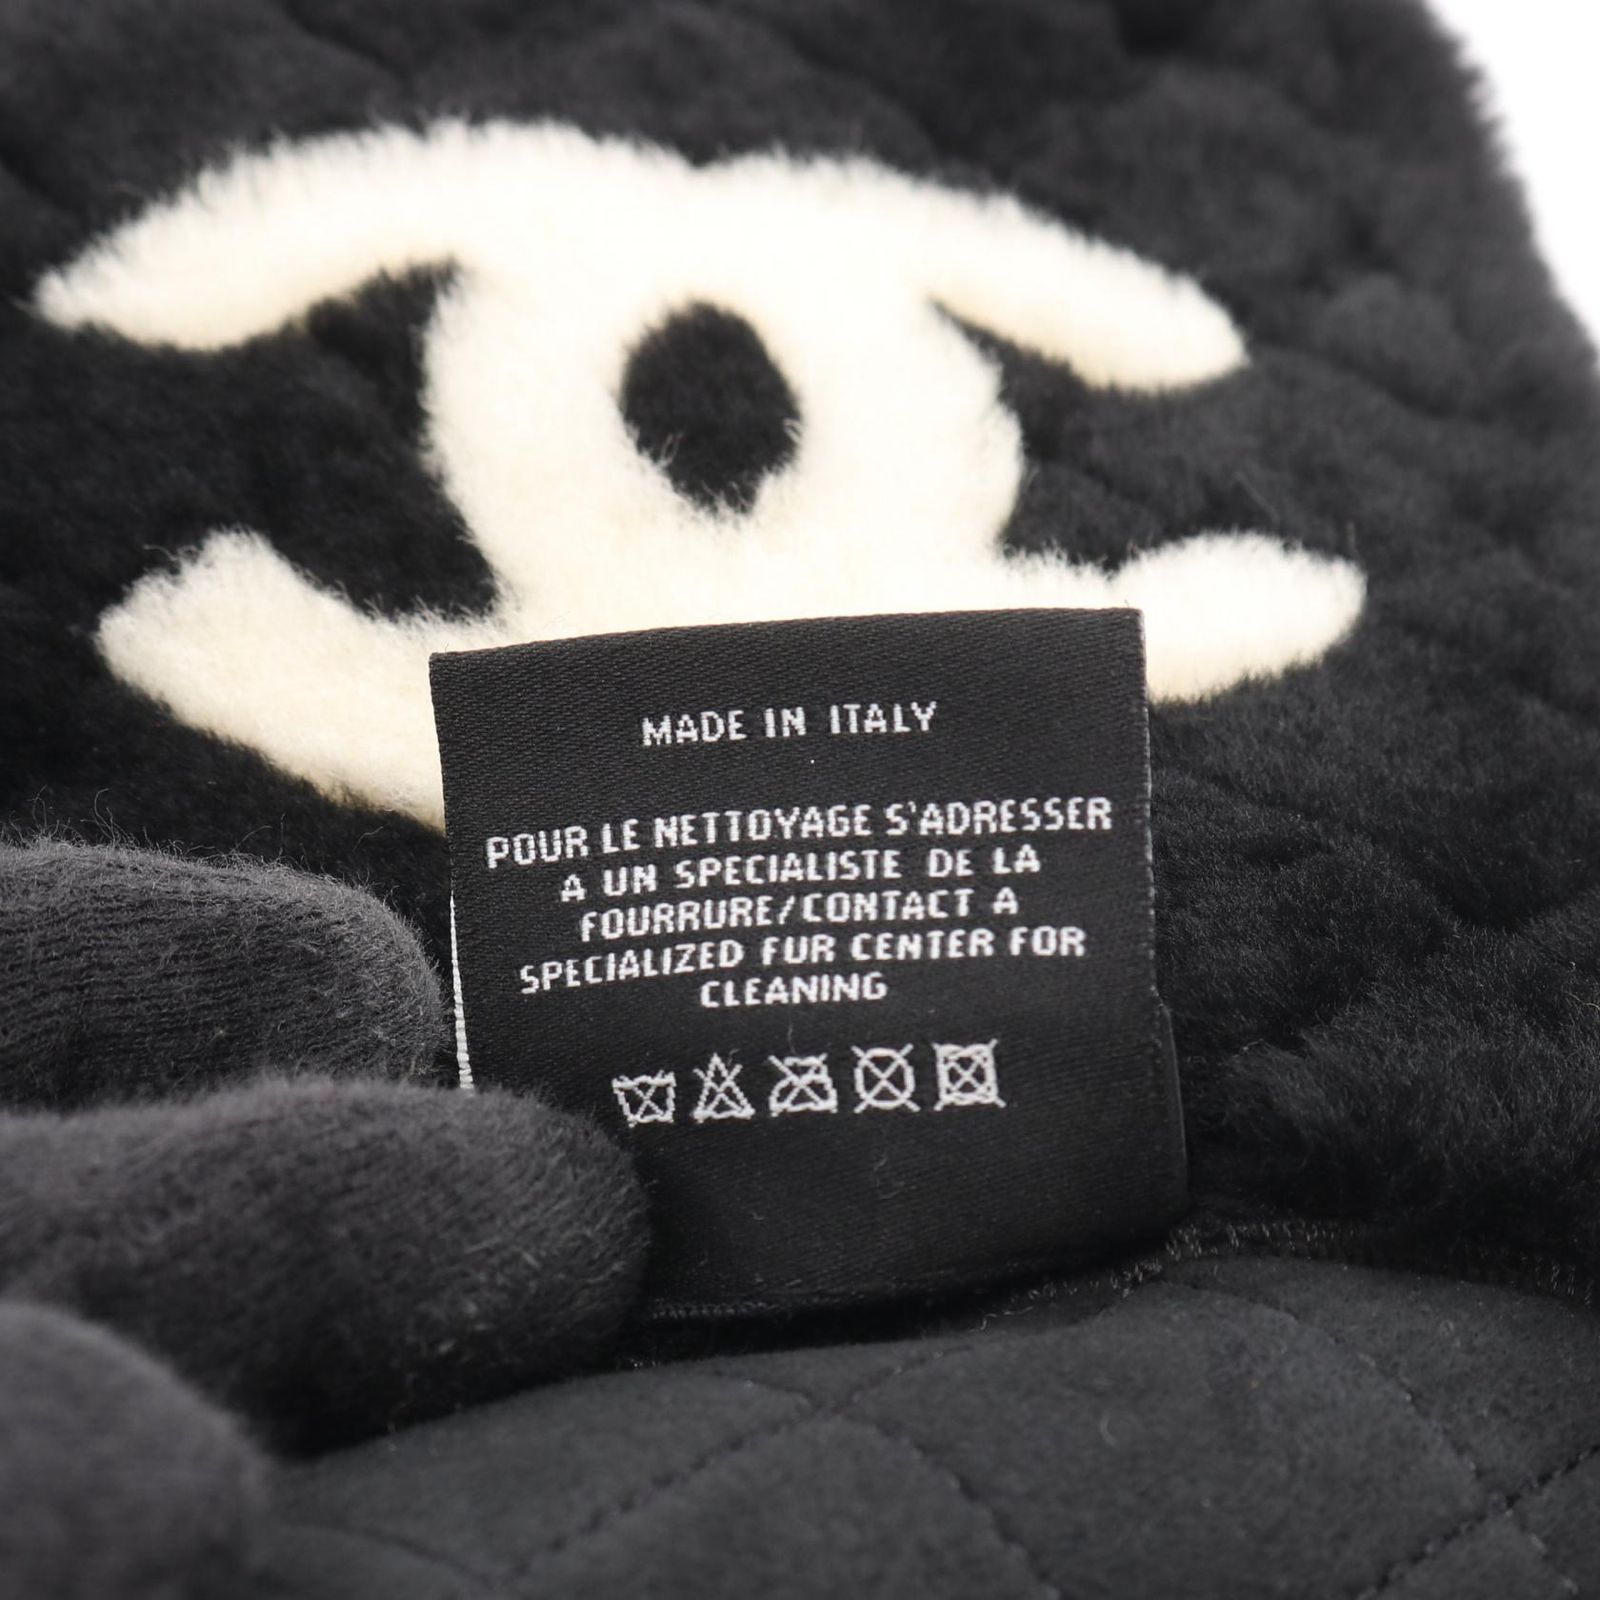 MADE IN ITALY
POUR LE NETTOYAGE S'ADRESSER
A UN SPECIALISTE DE LA
FOURRURE/CONTACT A
SPECIALIZED FUR CENTER FOR
CLEANING